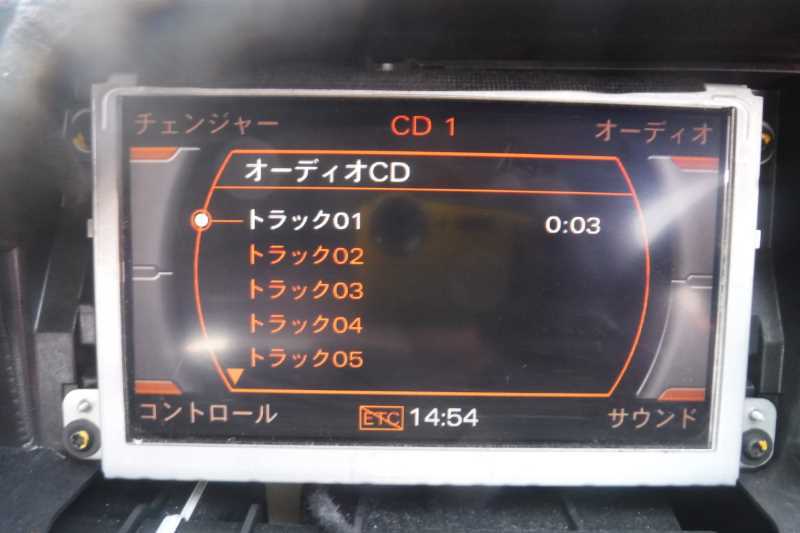 チェンジャー CD 1 オーディオ
オーディオCD
トラック01 0:03
トラック02
トラック03
トラック04
トラック05
コントロール ETC 14:54 サウンド